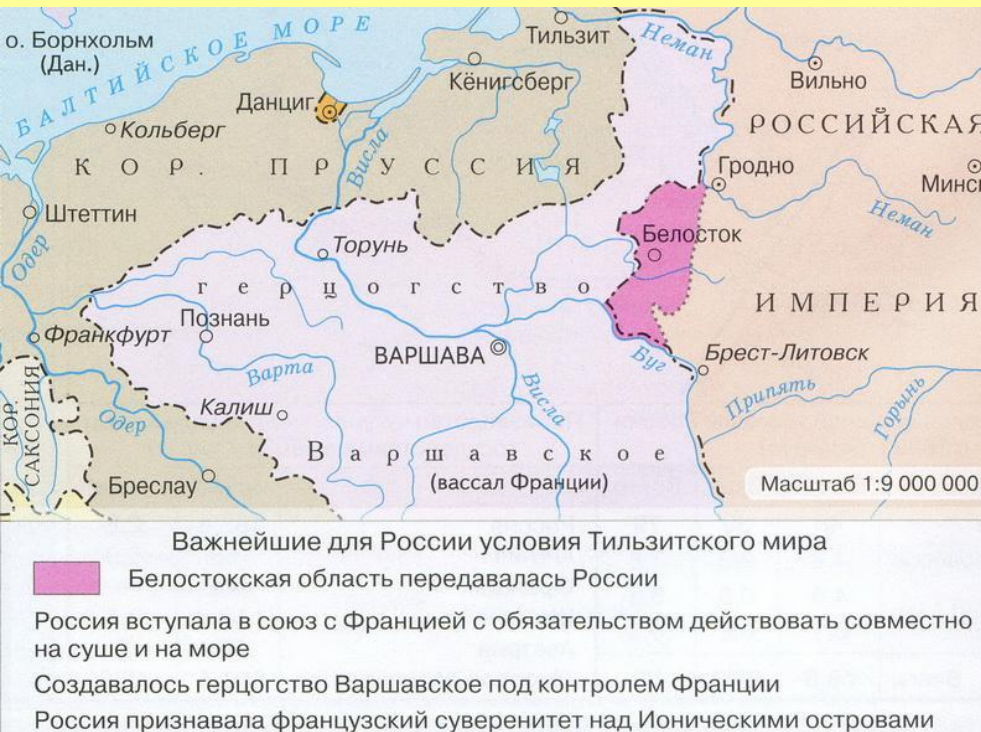 БАЛТИЙСКОЕ МОРЕ
о. Борнхольм
(Дан.)
Тильзит
Неман
Кёнигсберг
Вильно
Данциг
Кольберг
РОССИЙСКАЯ
КОР. ПРУССИЯ
Висла
Гродно
Минск
Штеттин
Неман
Белосток
Одер
Торунь
герцогство
ИМПЕРИЯ
Познань
Франкфурт
ВАРШАВА
Буг
Брест-Литовск
Варта
Висла
Припять
Горынь
КОР.
САКСОНИЯ
Калиш
Одер
Варшавское
(вассал Франции)
Бреслау
Масштаб 1:9 000 000
Важнейшие для России условия Тильзитского мира
Белостокская область передавалась России
Россия вступала в союз с Францией с обязательством действовать совместно
на суше и на море
Создавалось герцогство Варшавское под контролем Франции
Россия признавала французский суверенитет над Ионическими островами